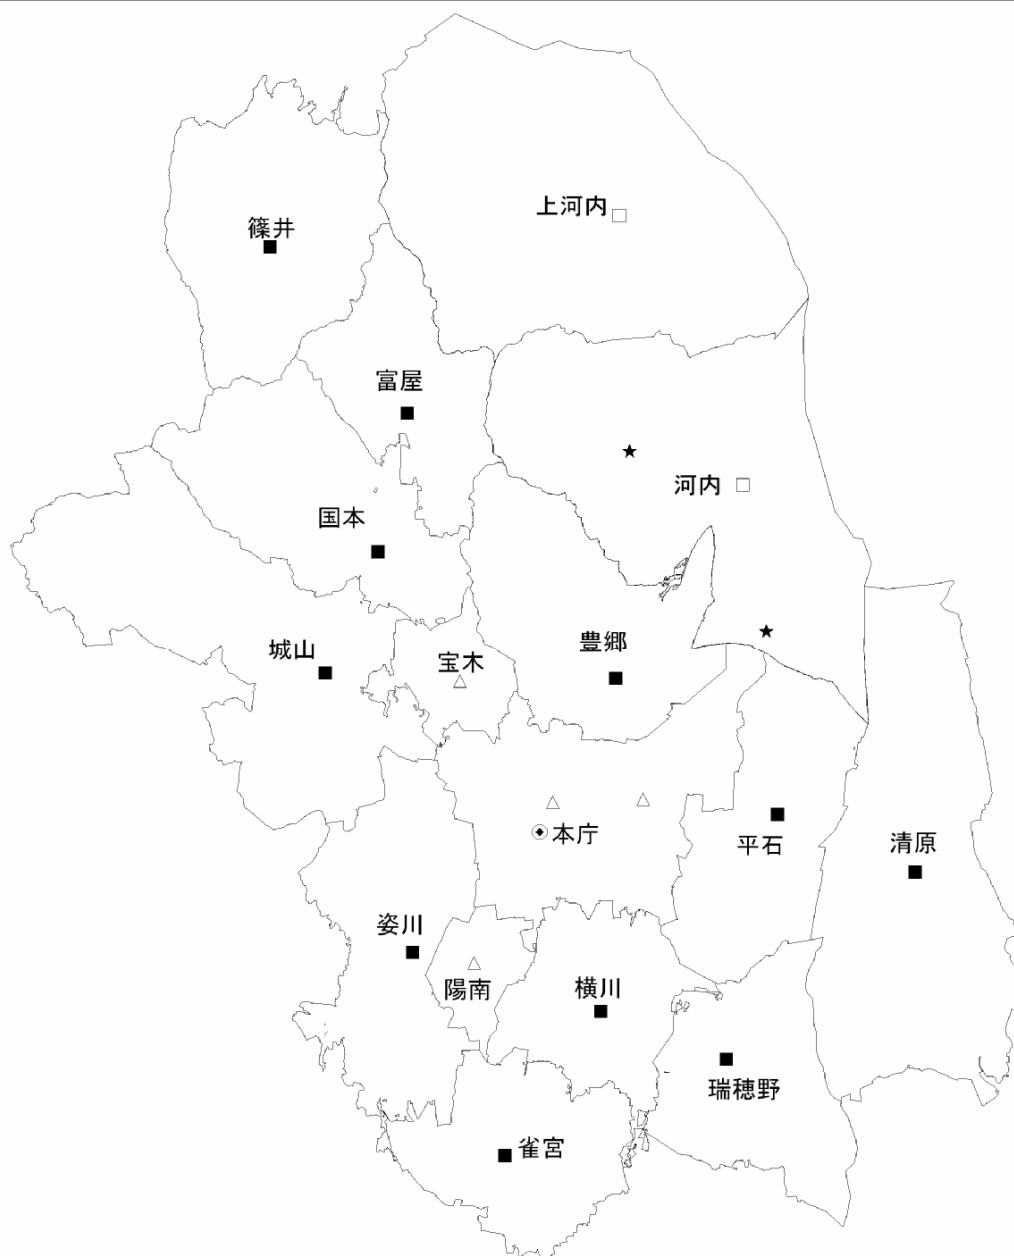 上河内
篠井
富屋
河内
国本
豊郷
城山
宝木
本庁
平石
清原
姿川
横川
陽南
瑞穂野
雀宮